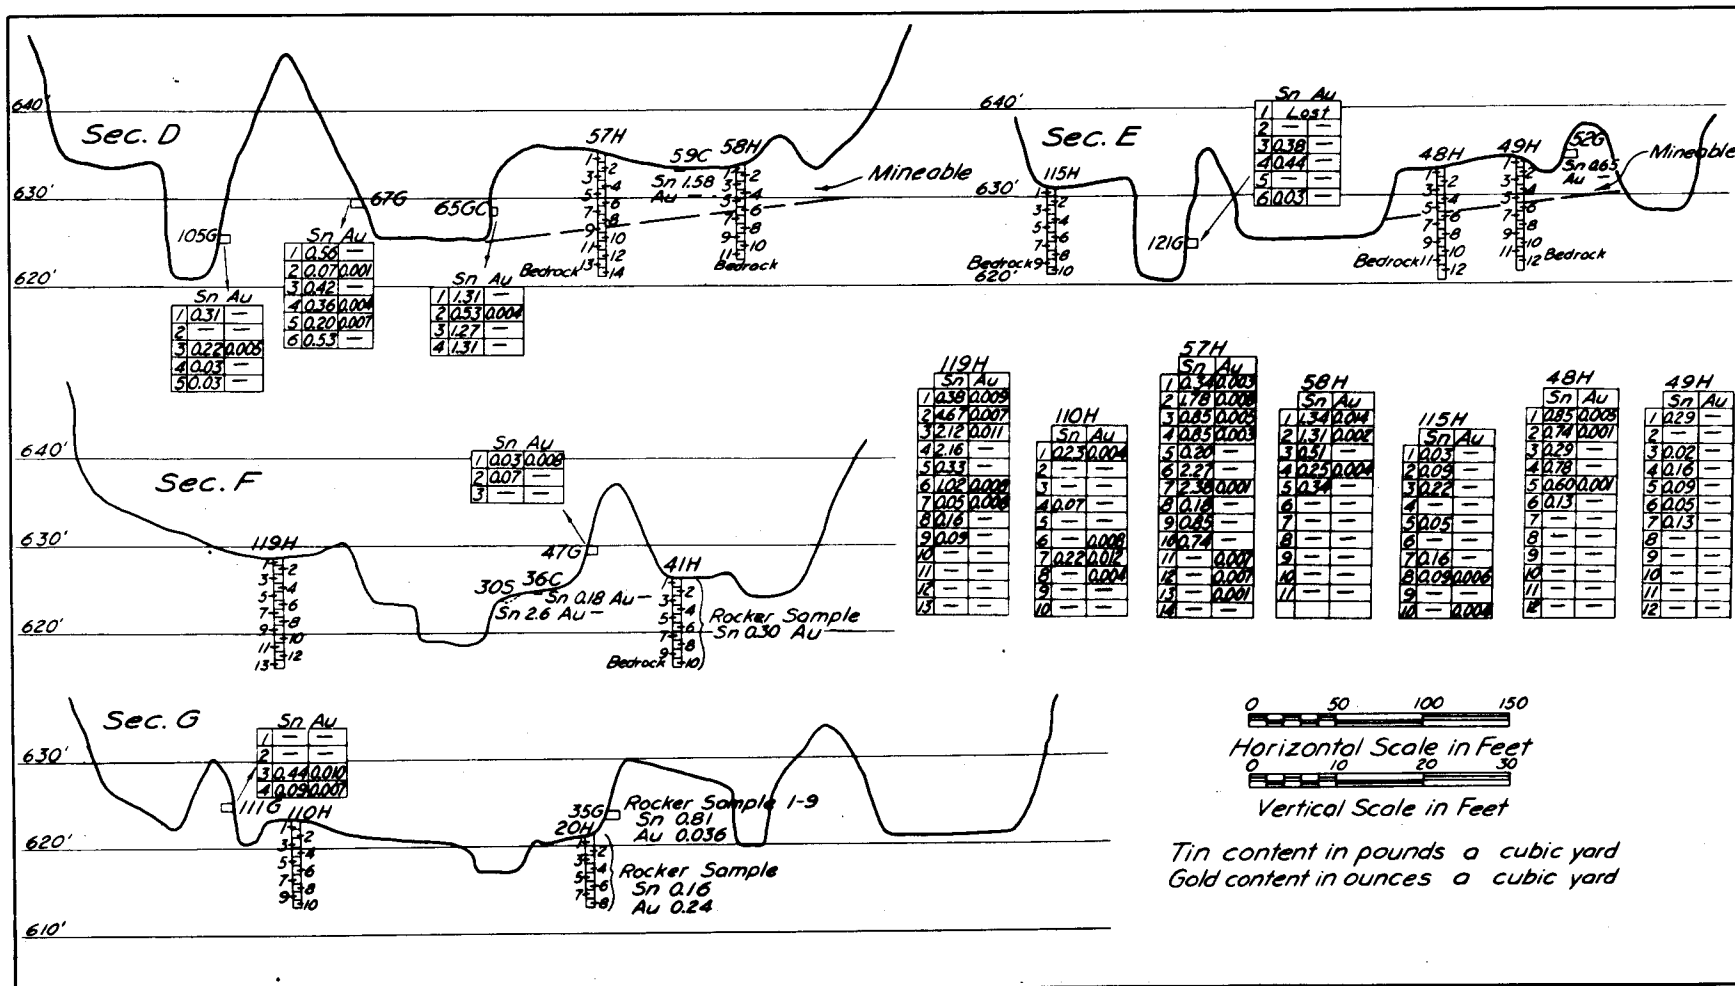 640'
Sec. D
57H
59C
58H
Sn 1.58
Au —
Mineable
630'
67G
65GC
105G
Bedrock
Bedrock
620'
Sn Au
1 0.31 —
2 — —
3 0.22 0.005
4 0.03 —
5 0.03 —
Sn Au
1 0.56 —
2 0.07 0.001
3 0.42 —
4 0.36 0.004
5 0.20 0.007
6 0.53 —
Sn Au
1 1.31 —
2 0.53 0.004
3 1.27 —
4 1.31 —
640'
Sec. E
Sn Au
1 Lost
2 — —
3 0.38 —
4 0.44 —
5 — —
6 0.03 —
115H
630'
121G
48H
49H
52G
Sn 0.65
Au —
Mineable
Bedrock
Bedrock
Bedrock
620'
640'
Sec. F
Sn Au
1 0.03 0.008
2 0.07 —
3 — —
630'
119H
47G
41H
30S
36C
Sn 0.18 Au —
Sn 2.6 Au —
Rocker Sample
Sn 0.30 Au —
620'
Bedrock
119H
Sn Au
1 0.38 0.009
2 4.67 0.007
3 2.12 0.011
4 2.16 —
5 0.33 —
6 1.02 0.008
7 0.05 0.008
8 0.16 —
9 0.09 —
10 — —
11 — —
12 — —
13 — —
110H
Sn Au
1 0.23 0.004
2 — —
3 — —
4 0.07 —
5 — —
6 — 0.008
7 0.22 0.012
8 — 0.004
9 — —
10 — —
57H
Sn Au
1 0.34 0.003
2 1.78 0.008
3 0.85 0.005
4 0.85 0.003
5 0.20 —
6 2.27 —
7 2.38 0.001
8 0.18 —
9 0.85 —
10 0.74 —
11 — 0.007
12 — 0.007
13 — 0.001
14 — —
58H
Sn Au
1 1.34 0.014
2 1.31 0.002
3 0.51 —
4 0.25 0.004
5 0.34 —
6 — —
7 — —
8 — —
9 — —
10 — —
11 — —
115H
Sn Au
1 0.03 —
2 0.09 —
3 0.22 —
4 — —
5 0.05 —
6 — —
7 0.16 —
8 0.09 0.006
9 — —
10 — 0.004
48H
Sn Au
1 0.85 0.005
2 0.74 0.001
3 0.29 —
4 0.78 —
5 0.60 0.001
6 0.13 —
7 — —
8 — —
9 — —
10 — —
11 — —
12 — —
49H
Sn Au
1 0.29 —
2 — —
3 0.02 —
4 0.16 —
5 0.09 —
6 0.05 —
7 0.13 —
8 — —
9 — —
10 — —
11 — —
12 — —
Sec. G
Sn Au
1 — —
2 — —
3 0.44 0.010
4 0.09 0.007
630'
111G
110H
35G
Rocker Sample 1-9
Sn 0.81
Au 0.036
20H
620'
Rocker Sample
Sn 0.16
Au 0.24
610'
0 50 100 150
Horizontal Scale in Feet
0 10 20 30
Vertical Scale in Feet
Tin content in pounds a cubic yard
Gold content in ounces a cubic yard